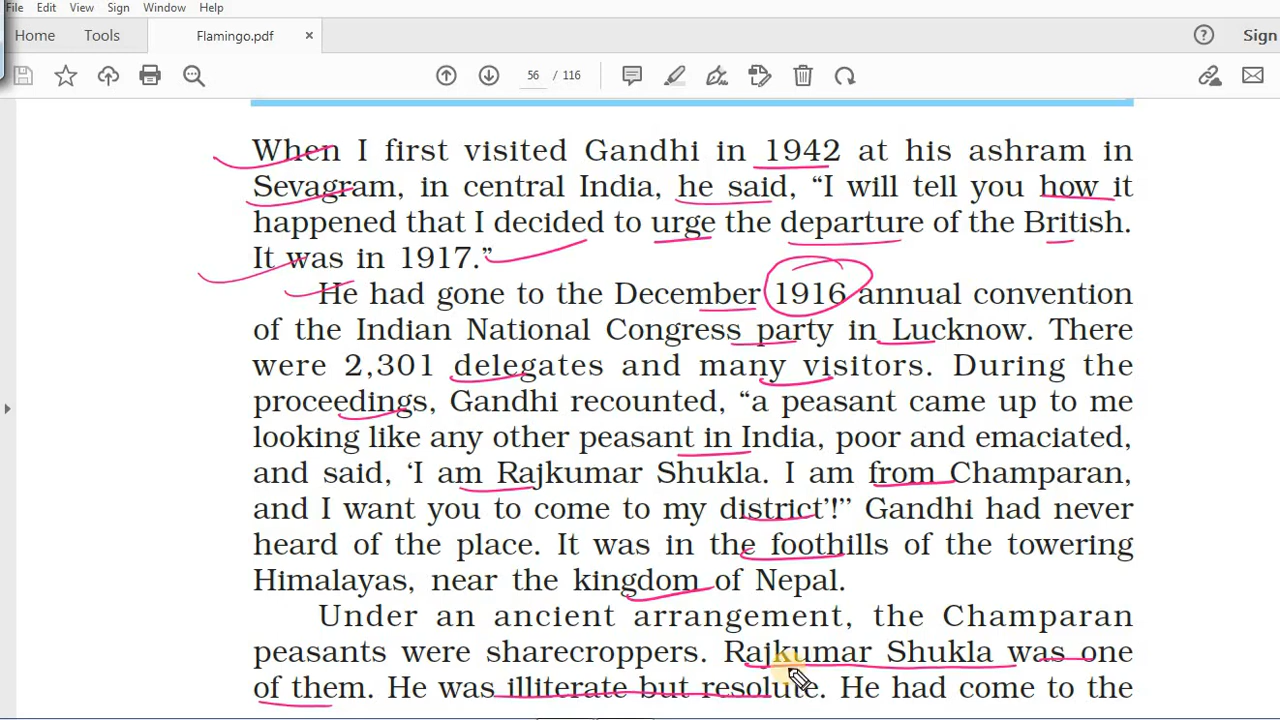 File Edit View Sign Window Help
Home Tools Flamingo.pdf × ? Sign
56 / 116
When I first visited Gandhi in 1942 at his ashram in
Sevagram, in central India, he said, “I will tell you how it
happened that I decided to urge the departure of the British.
It was in 1917.”
He had gone to the December 1916 annual convention
of the Indian National Congress party in Lucknow. There
were 2,301 delegates and many visitors. During the
proceedings, Gandhi recounted, “a peasant came up to me
looking like any other peasant in India, poor and emaciated,
and said, ‘I am Rajkumar Shukla. I am from Champaran,
and I want you to come to my district’!” Gandhi had never
heard of the place. It was in the foothills of the towering
Himalayas, near the kingdom of Nepal.
Under an ancient arrangement, the Champaran
peasants were sharecroppers. Rajkumar Shukla was one
of them. He was illiterate but resolute. He had come to the